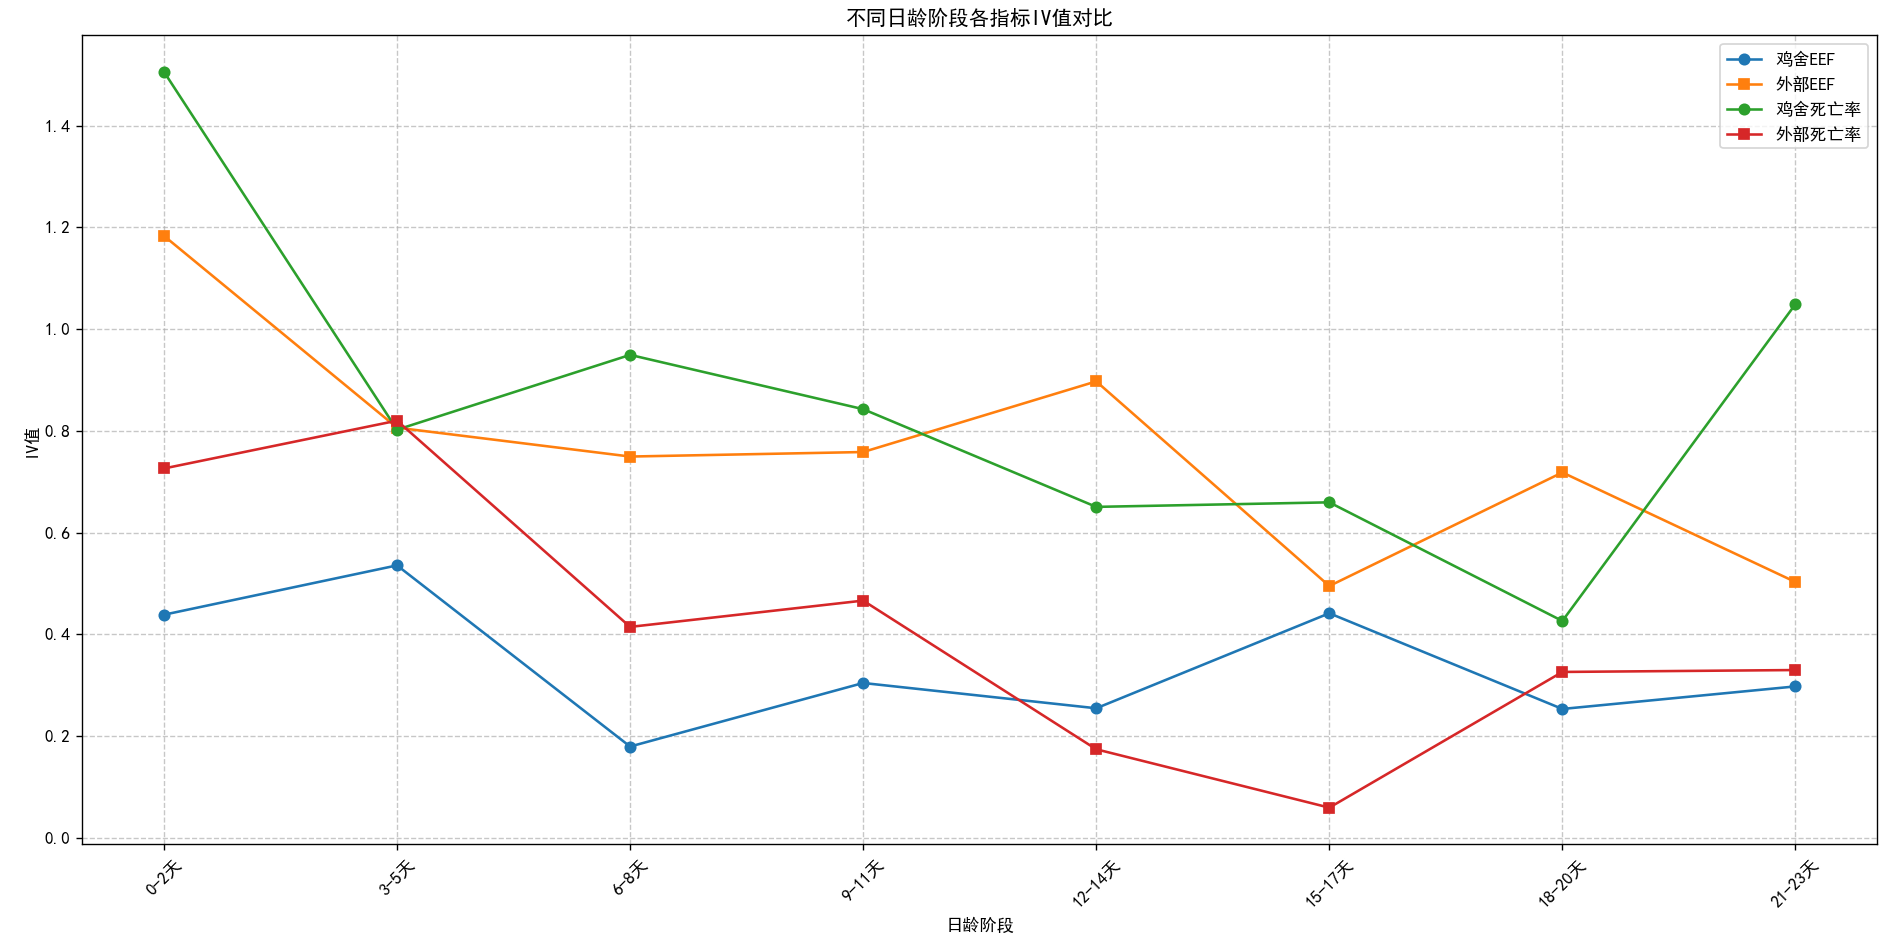 不同日龄阶段各指标IV值对比
鸡舍EEF
外部EEF
鸡舍死亡率
外部死亡率
IV值
1.4
1.2
1.0
0.8
0.6
0.4
0.2
0.0
0-2天
3-5天
6-8天
9-11天
12-14天
15-17天
18-20天
21-23天
日龄阶段